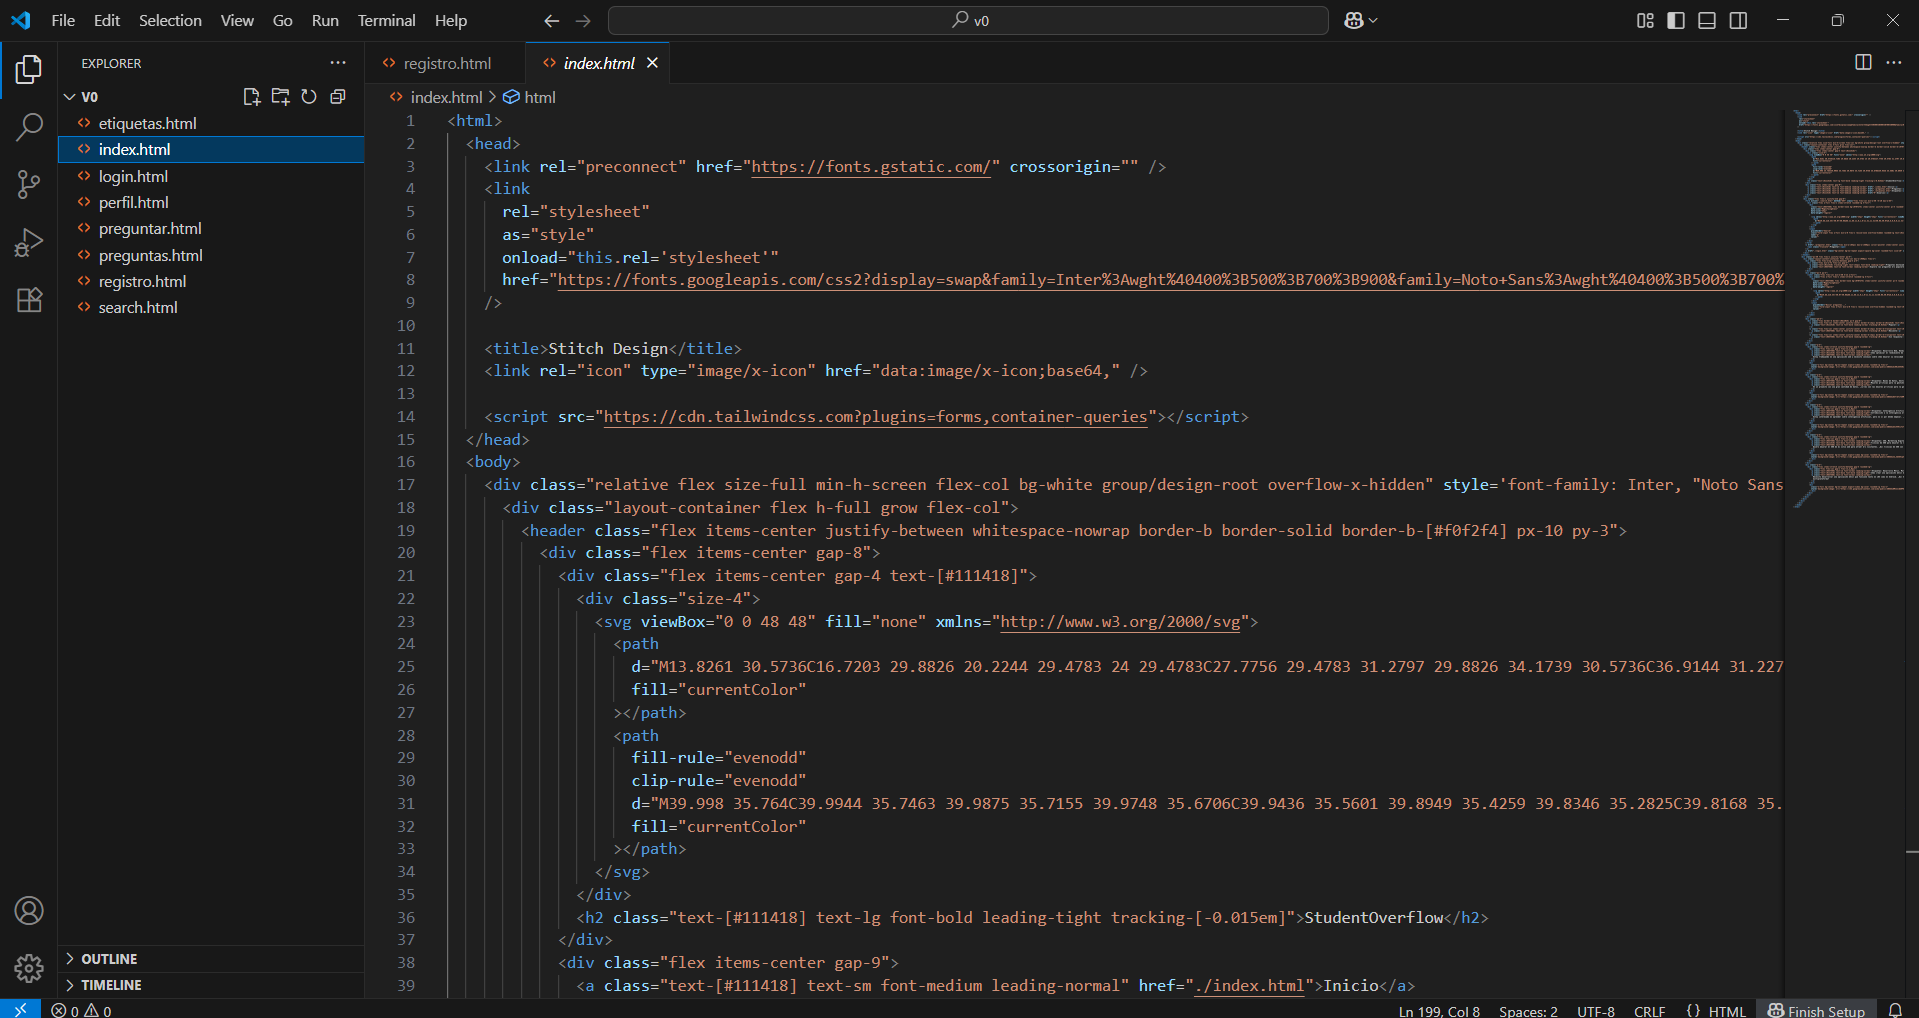 File Edit Selection View Go Run Terminal Help
v0
EXPLORER
V0
etiquetas.html
index.html
login.html
perfil.html
preguntar.html
preguntas.html
registro.html
search.html
OUTLINE
TIMELINE
registro.html
index.html
index.html > html
1 <html>
2 <head>
3 <link rel="preconnect" href="https://fonts.gstatic.com/" crossorigin="" />
4 <link
5 rel="stylesheet"
6 as="style"
7 onload="this.rel='stylesheet'"
8 href="https://fonts.googleapis.com/css2?display=swap&family=Inter%3Awght%40400%3B500%3B700%3B900&family=Noto+Sans%3Awght%40400%3B500%3B700%
9 />
10
11 <title>Stitch Design</title>
12 <link rel="icon" type="image/x-icon" href="data:image/x-icon;base64," />
13
14 <script src="https://cdn.tailwindcss.com?plugins=forms,container-queries"></script>
15 </head>
16 <body>
17 <div class="relative flex size-full min-h-screen flex-col bg-white group/design-root overflow-x-hidden" style='font-family: Inter, "Noto Sans
18 <div class="layout-container flex h-full grow flex-col">
19 <header class="flex items-center justify-between whitespace-nowrap border-b border-solid border-b-[#f0f2f4] px-10 py-3">
20 <div class="flex items-center gap-8">
21 <div class="flex items-center gap-4 text-[#111418]">
22 <div class="size-4">
23 <svg viewBox="0 0 48 48" fill="none" xmlns="http://www.w3.org/2000/svg">
24 <path
25 d="M13.8261 30.5736C16.7203 29.8826 20.2244 29.4783 24 29.4783C27.7756 29.4783 31.2797 29.8826 34.1739 30.5736C36.9144 31.227
26 fill="currentColor"
27 ></path>
28 <path
29 fill-rule="evenodd"
30 clip-rule="evenodd"
31 d="M39.998 35.764C39.9944 35.7463 39.9875 35.7155 39.9748 35.6706C39.9436 35.5601 39.8949 35.4259 39.8346 35.2825C39.8168 35.
32 fill="currentColor"
33 ></path>
34 </svg>
35 </div>
36 <h2 class="text-[#111418] text-lg font-bold leading-tight tracking-[-0.015em]">StudentOverflow</h2>
37 </div>
38 <div class="flex items-center gap-9">
39 <a class="text-[#111418] text-sm font-medium leading-normal" href="./index.html">Inicio</a>
0 0 Ln 199, Col 8 Spaces: 2 UTF-8 CRLF {} HTML Finish Setup